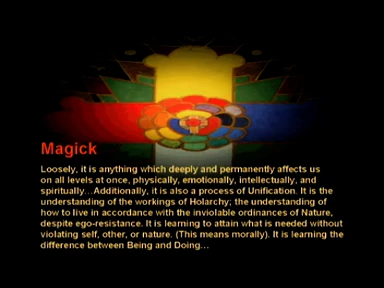 Magick
Loosely, it is anything which deeply and permanently affects us
on all levels at once, physically, emotionally, intellectually, and
spiritually...Additionally, it is also a process of Unification. It is the
understanding of the workings of Holarchy; the understanding of
how to live in accordance with the inviolable ordinances of Nature,
despite ego-resistance. It is learning to attain what is needed without
violating self, other, or nature. (This means morally). It is learning the
difference between Being and Doing...